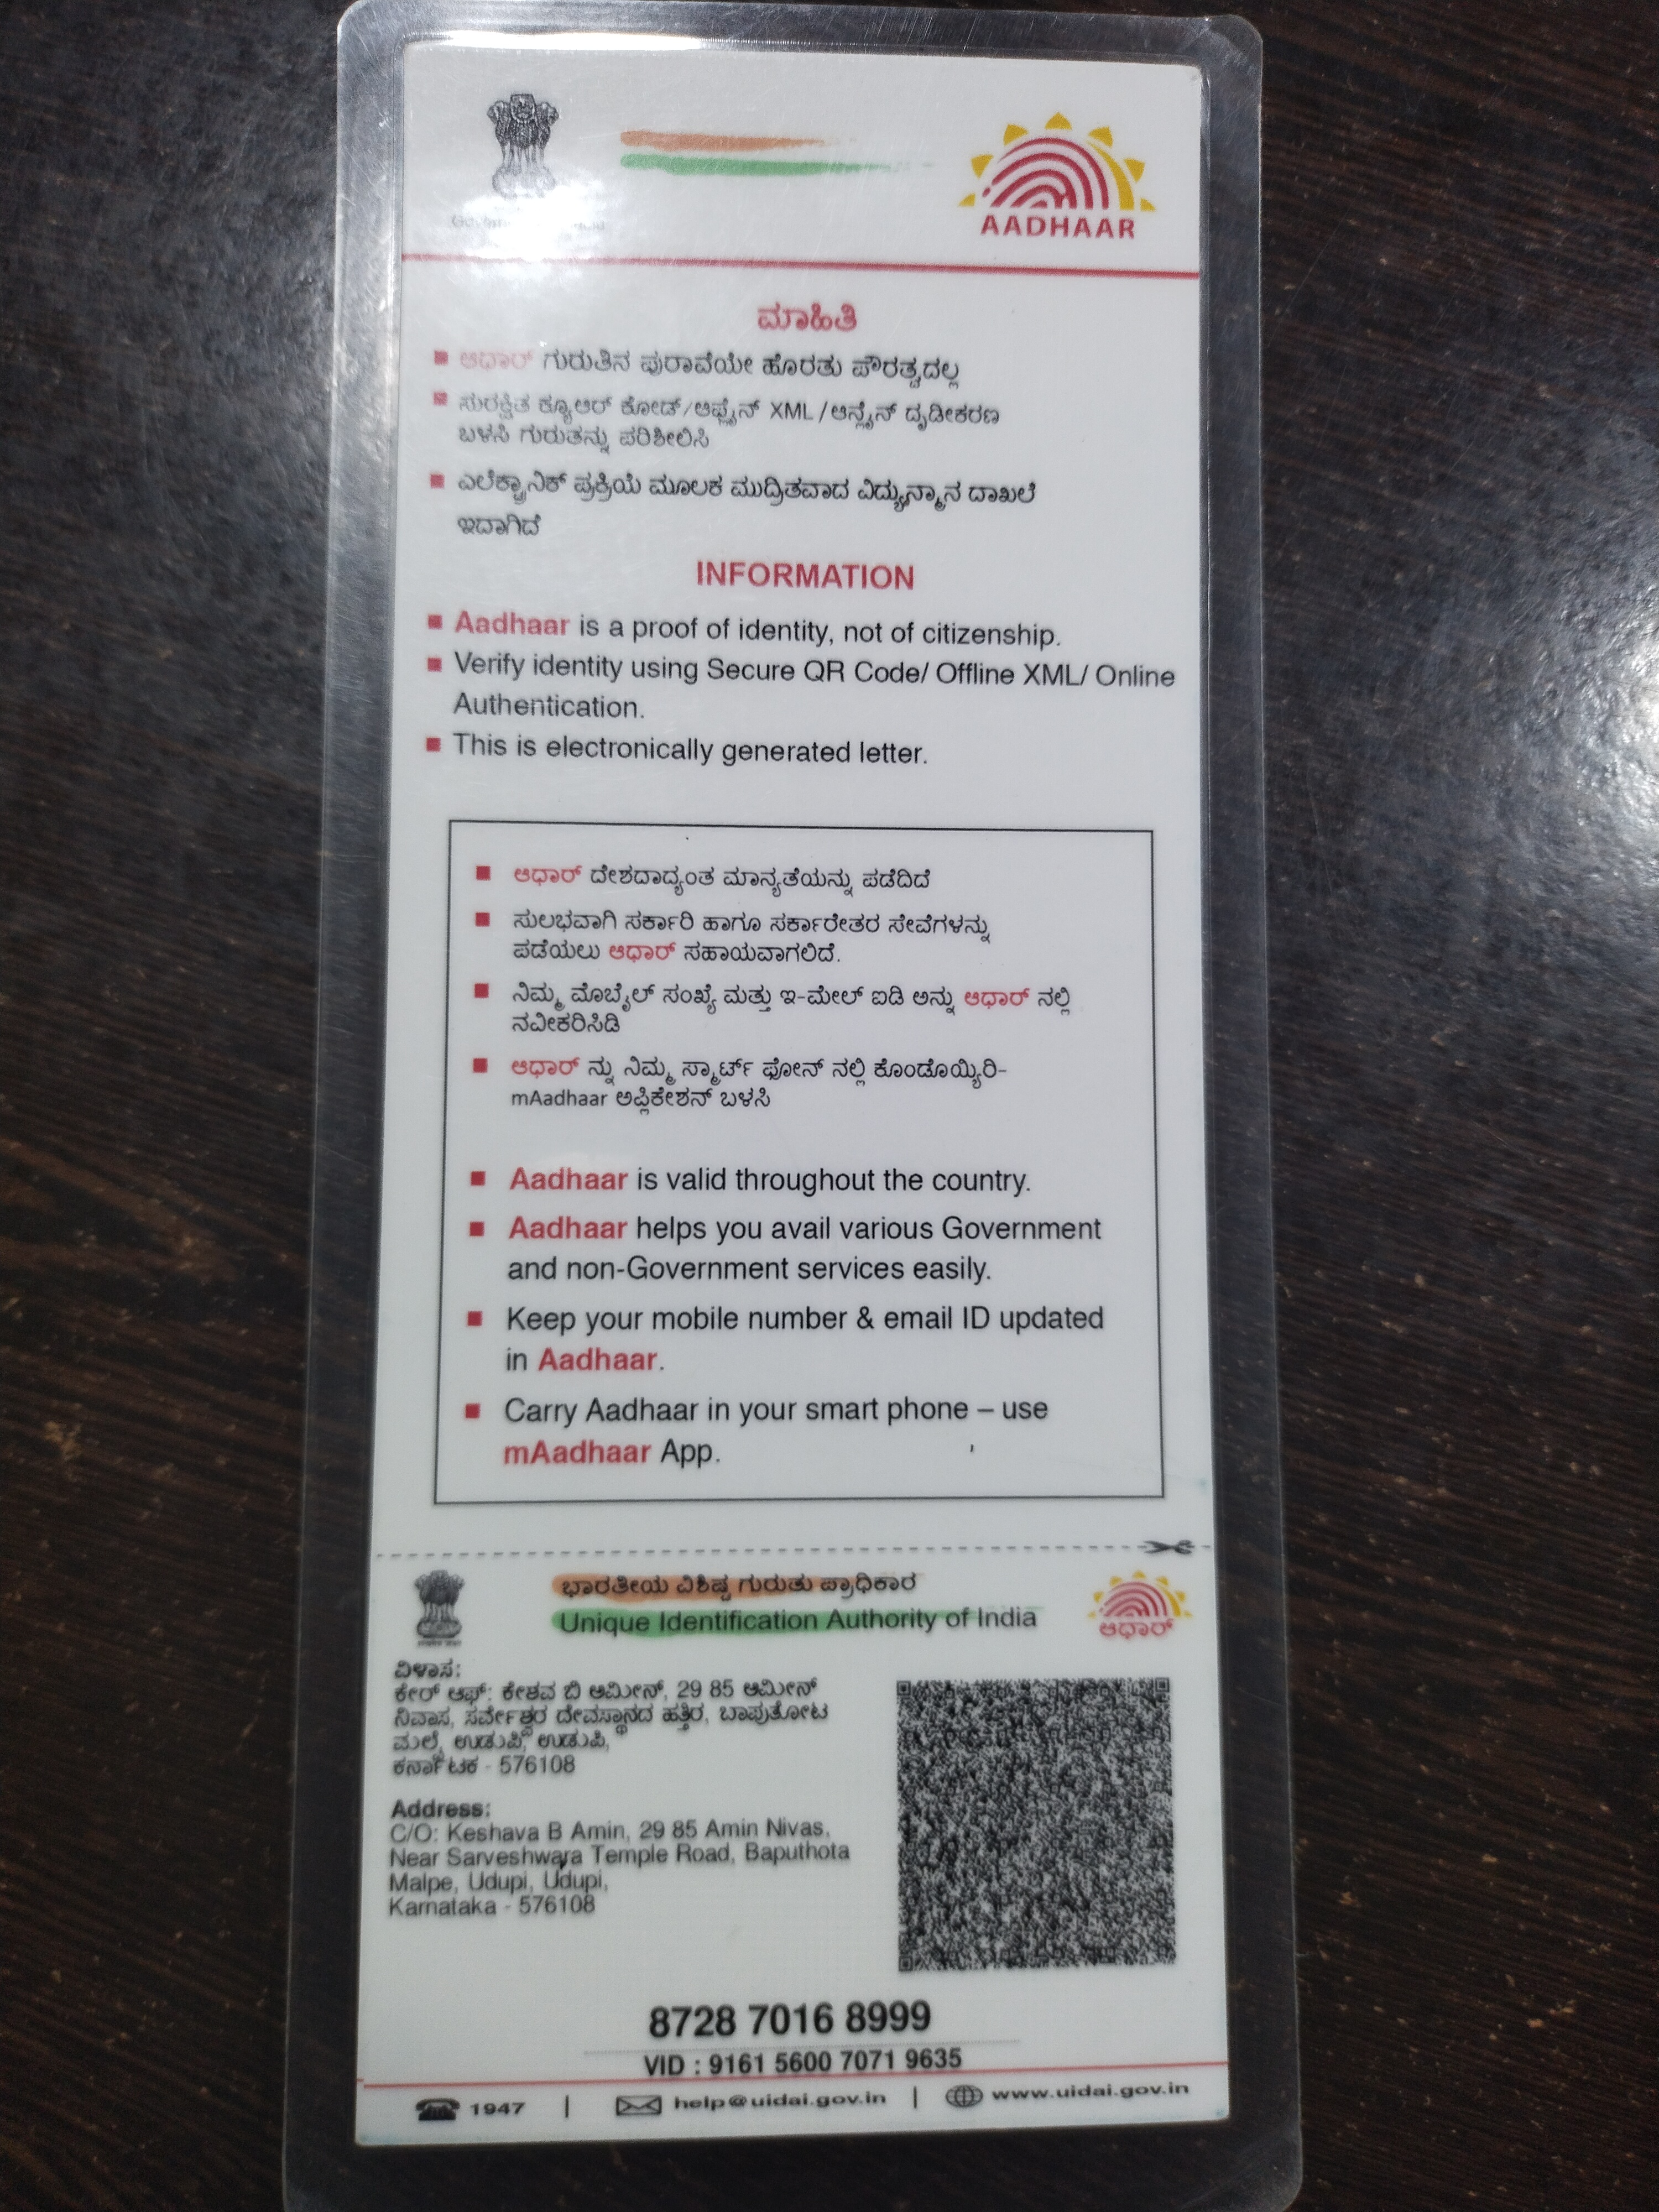 AADHAAR
ಮಾಹಿತಿ
■ ಆಧಾರ್ ಗುರುತಿನ ಪುರಾವೆಯೇ ಹೊರತು ಪೌರತ್ವದಲ್ಲ
■ ಸುರಕ್ಷಿತ ಕ್ಯೂಆರ್ ಕೋಡ್/ಆಫ್ಲೈನ್ XML /ಆನ್ಲೈನ್ ದೃಡೀಕರಣ
ಬಳಸಿ ಗುರುತನ್ನು ಪರಿಶೀಲಿಸಿ
■ ಎಲೆಕ್ಟ್ರಾನಿಕ್ ಪ್ರಕ್ರಿಯೆ ಮೂಲಕ ಮುದ್ರಿತವಾದ ವಿದ್ಯುನ್ಮಾನ ದಾಖಲೆ
ಇದಾಗಿದೆ
INFORMATION
■ Aadhaar is a proof of identity, not of citizenship.
■ Verify identity using Secure QR Code/ Offline XML/ Online
Authentication.
■ This is electronically generated letter.
■ ಆಧಾರ್ ದೇಶದಾದ್ಯಂತ ಮಾನ್ಯತೆಯನ್ನು ಪಡೆದಿದೆ
■ ಸುಲಭವಾಗಿ ಸರ್ಕಾರಿ ಹಾಗೂ ಸರ್ಕಾರೇತರ ಸೇವೆಗಳನ್ನು
ಪಡೆಯಲು ಆಧಾರ್ ಸಹಾಯವಾಗಲಿದೆ.
■ ನಿಮ್ಮ ಮೊಬೈಲ್ ಸಂಖ್ಯೆ ಮತ್ತು ಇ-ಮೇಲ್ ಐಡಿ ಅನ್ನು ಆಧಾರ್ ನಲ್ಲಿ
ನವೀಕರಿಸಿಡಿ
■ ಆಧಾರ್ ನ್ನು ನಿಮ್ಮ ಸ್ಮಾರ್ಟ್ ಫೋನ್ ನಲ್ಲಿ ಕೊಂಡೊಯ್ಯಿರಿ-
mAadhaar ಅಪ್ಲಿಕೇಶನ್ ಬಳಸಿ
■ Aadhaar is valid throughout the country.
■ Aadhaar helps you avail various Government
and non-Government services easily.
■ Keep your mobile number & email ID updated
in Aadhaar.
■ Carry Aadhaar in your smart phone – use
mAadhaar App.
ಭಾರತೀಯ ವಿಶಿಷ್ಟ ಗುರುತು ಪ್ರಾಧಿಕಾರ
Unique Identification Authority of India
ಆಧಾರ್
ವಿಳಾಸ:
ಕೇರ್ ಆಫ್: ಕೇಶವ ಬಿ ಆಮೀನ್, 29 85 ಆಮೀನ್
ನಿವಾಸ, ಸರ್ವೇಶ್ವರ ದೇವಸ್ಥಾನದ ಹತ್ತಿರ, ಬಾಪುತೋಟ
ಮಲ್ಪೆ, ಉಡುಪಿ, ಉಡುಪಿ,
ಕರ್ನಾಟಕ - 576108
Address:
C/O: Keshava B Amin, 29 85 Amin Nivas,
Near Sarveshwara Temple Road, Baputhota
Malpe, Udupi, Udupi,
Karnataka - 576108
8728 7016 8999
VID : 9161 5600 7071 9635
1947 | help@uidai.gov.in | www.uidai.gov.in